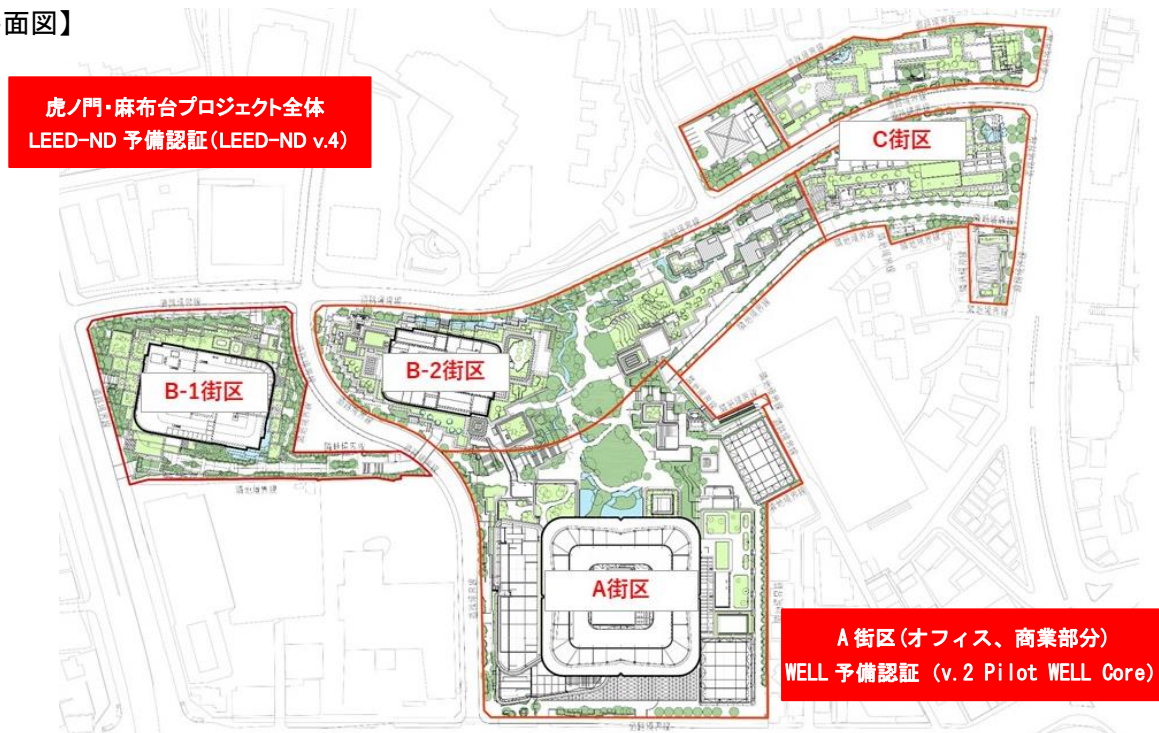 面図】
虎ノ門・麻布台プロジェクト全体
LEED-ND 予備認証(LEED-ND v.4)
C街区
B-2街区
B-1街区
A街区
A 街区(オフィス、商業部分)
WELL 予備認証 (v.2 Pilot WELL Core)